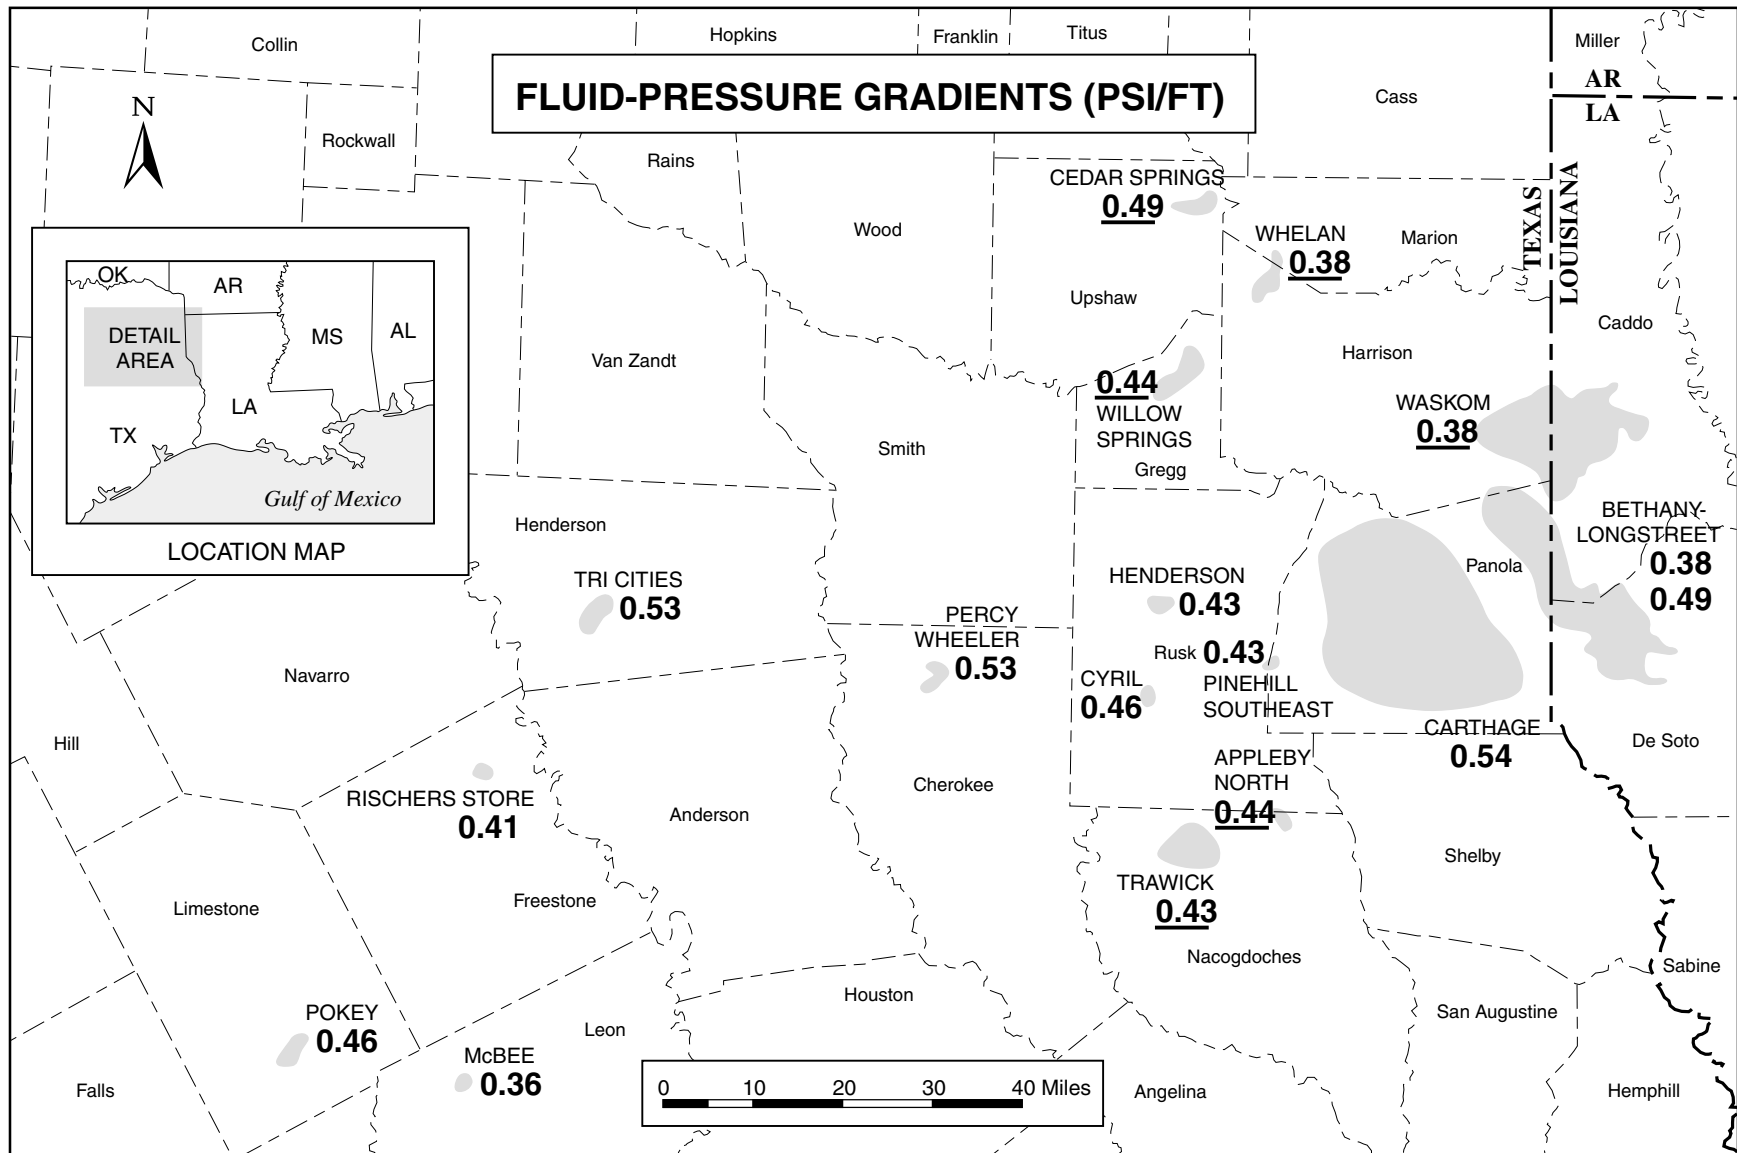 Collin
Hopkins
Franklin
Titus
Miller
AR
LA
FLUID-PRESSURE GRADIENTS (PSI/FT)
Cass
N
Rockwall
Rains
CEDAR SPRINGS
0.49
Wood
WHELAN
0.38
Marion
TEXAS
LOUISIANA
Upshaw
Caddo
Harrison
OK
AR
MS
AL
DETAIL
AREA
LA
TX
Gulf of Mexico
LOCATION MAP
Van Zandt
0.44
WILLOW
SPRINGS
Gregg
WASKOM
0.38
Smith
Henderson
BETHANY-
LONGSTREET
0.38
0.49
Panola
TRI CITIES
0.53
HENDERSON
0.43
PERCY
WHEELER
0.53
Rusk
0.43
PINEHILL
SOUTHEAST
CYRIL
0.46
Navarro
Hill
CARTHAGE
0.54
De Soto
APPLEBY
NORTH
0.44
Cherokee
RISCHERS STORE
0.41
Anderson
Shelby
TRAWICK
0.43
Limestone
Freestone
Nacogdoches
Sabine
Houston
San Augustine
POKEY
0.46
Leon
McBEE
0.36
Falls
0 10 20 30 40 Miles
Angelina
Hemphill